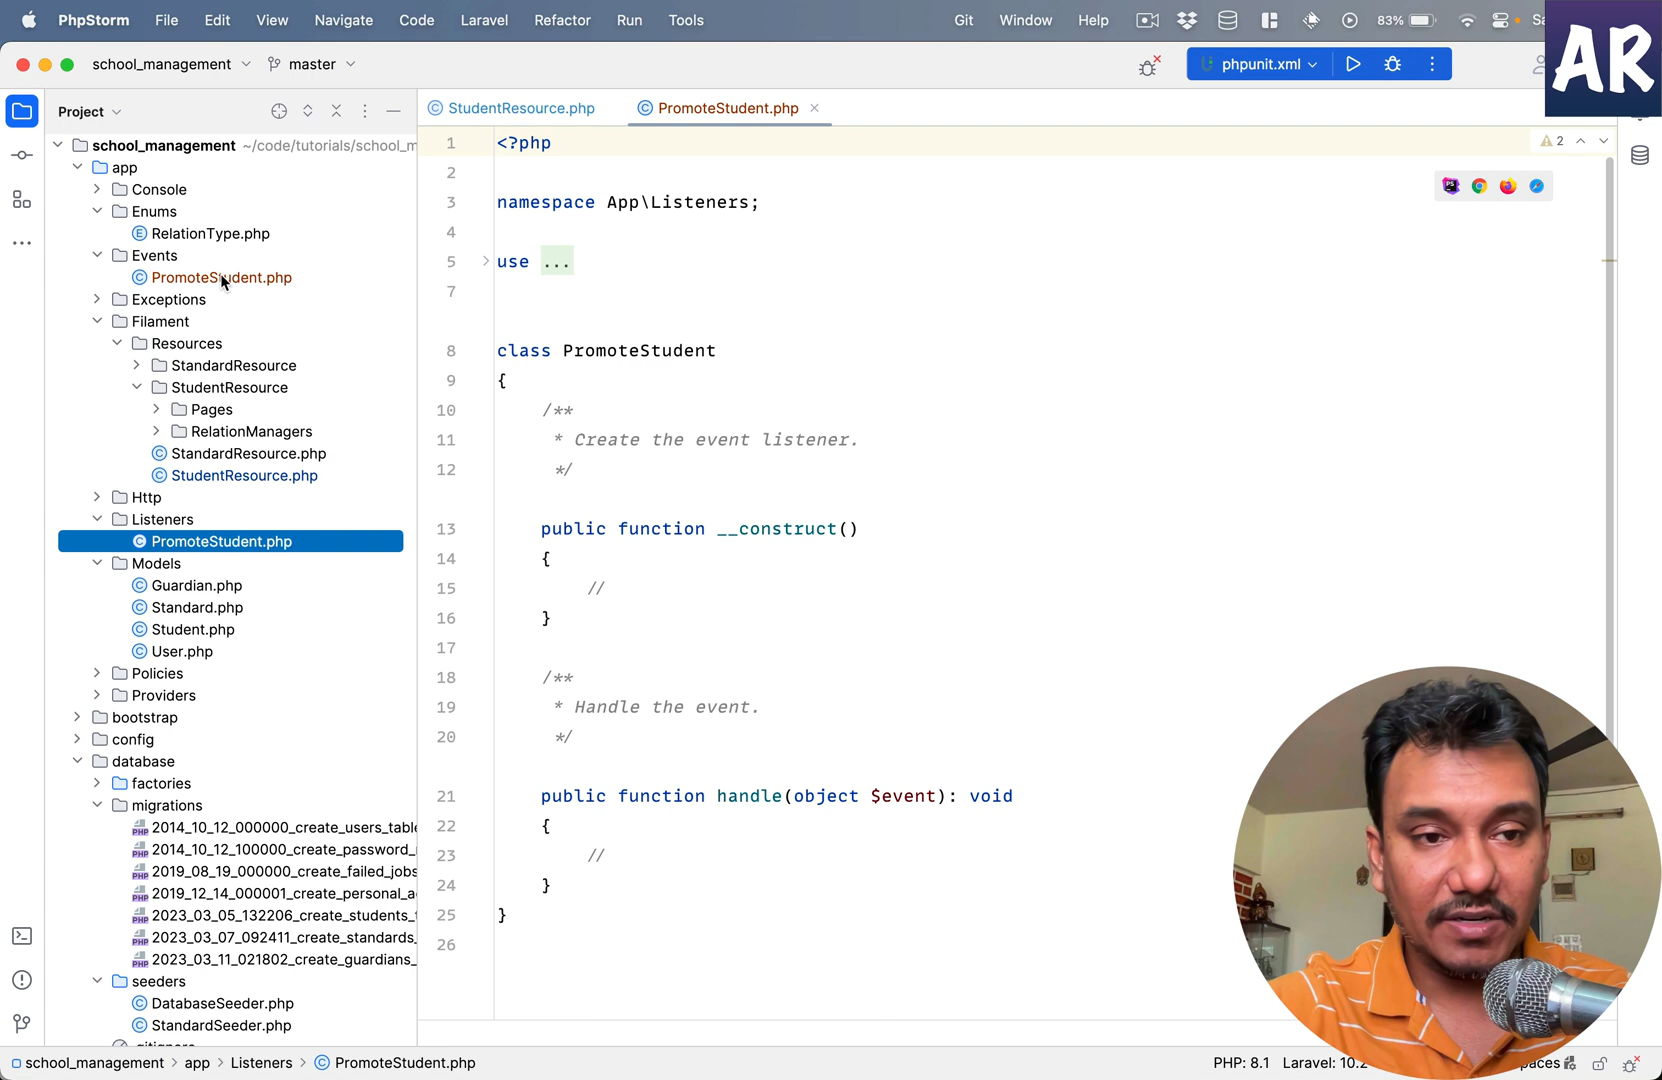 PhpStorm File Edit View Navigate Code Laravel Refactor Run Tools Git Window Help 83%
AR
school_management master phpunit.xml
Project StudentResource.php PromoteStudent.php
school_management ~/code/tutorials/school_m
app
Console
Enums
RelationType.php
Events
PromoteStudent.php
Exceptions
Filament
Resources
StandardResource
StudentResource
Pages
RelationManagers
StandardResource.php
StudentResource.php
Http
Listeners
PromoteStudent.php
Models
Guardian.php
Standard.php
Student.php
User.php
Policies
Providers
bootstrap
config
database
factories
migrations
2014_10_12_000000_create_users_table
2014_10_12_100000_create_password_
2019_08_19_000000_create_failed_jobs
2019_12_14_000001_create_personal_a
2023_03_05_132206_create_students_
2023_03_07_092411_create_standards_
2023_03_11_021802_create_guardians_
seeders
DatabaseSeeder.php
StandardSeeder.php
1 <?php
2
3 namespace App\Listeners;
4
5 use ...
7
8 class PromoteStudent
9 {
10 /**
11 * Create the event listener.
12 */
13 public function __construct()
14 {
15 //
16 }
17
18 /**
19 * Handle the event.
20 */
21 public function handle(object $event): void
22 {
23 //
24 }
25 }
26
2
school_management > app > Listeners > PromoteStudent.php PHP: 8.1 Laravel: 10.2